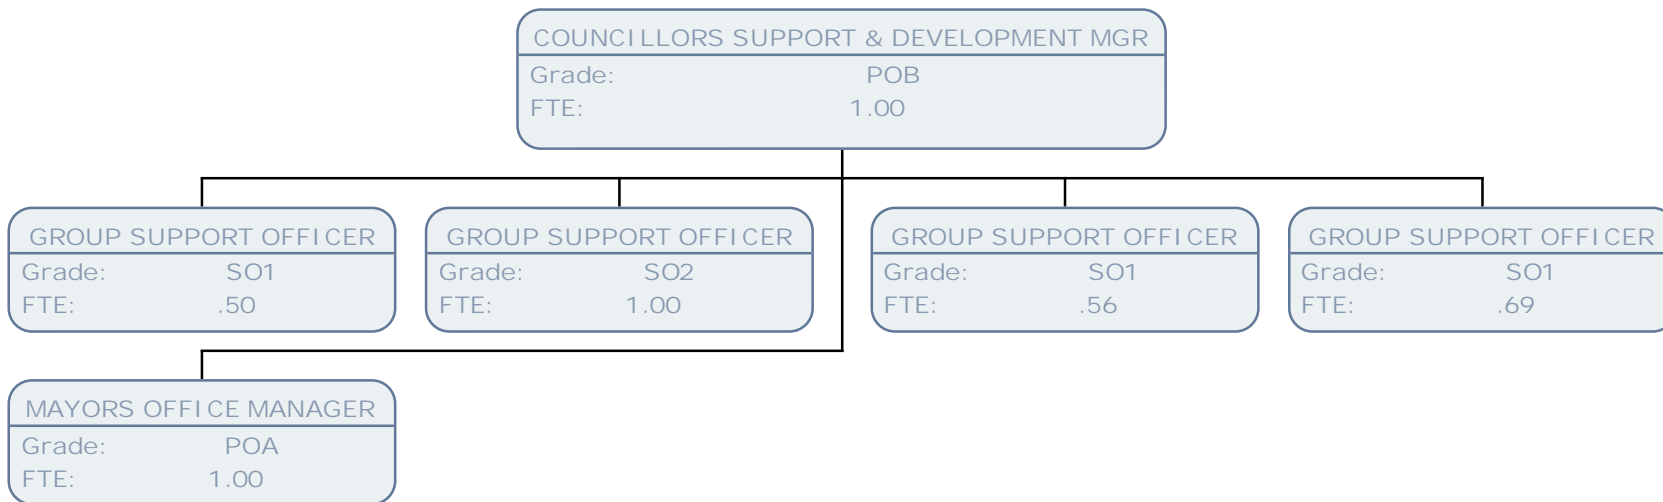 COUNCILLORS SUPPORT & DEVELOPMENT MGR
Grade: POB
FTE: 1.00
GROUP SUPPORT OFFICER
Grade: SO1
FTE: .50
GROUP SUPPORT OFFICER
Grade: SO2
FTE: 1.00
GROUP SUPPORT OFFICER
Grade: SO1
FTE: .56
GROUP SUPPORT OFFICER
Grade: SO1
FTE: .69
MAYORS OFFICE MANAGER
Grade: POA
FTE: 1.00